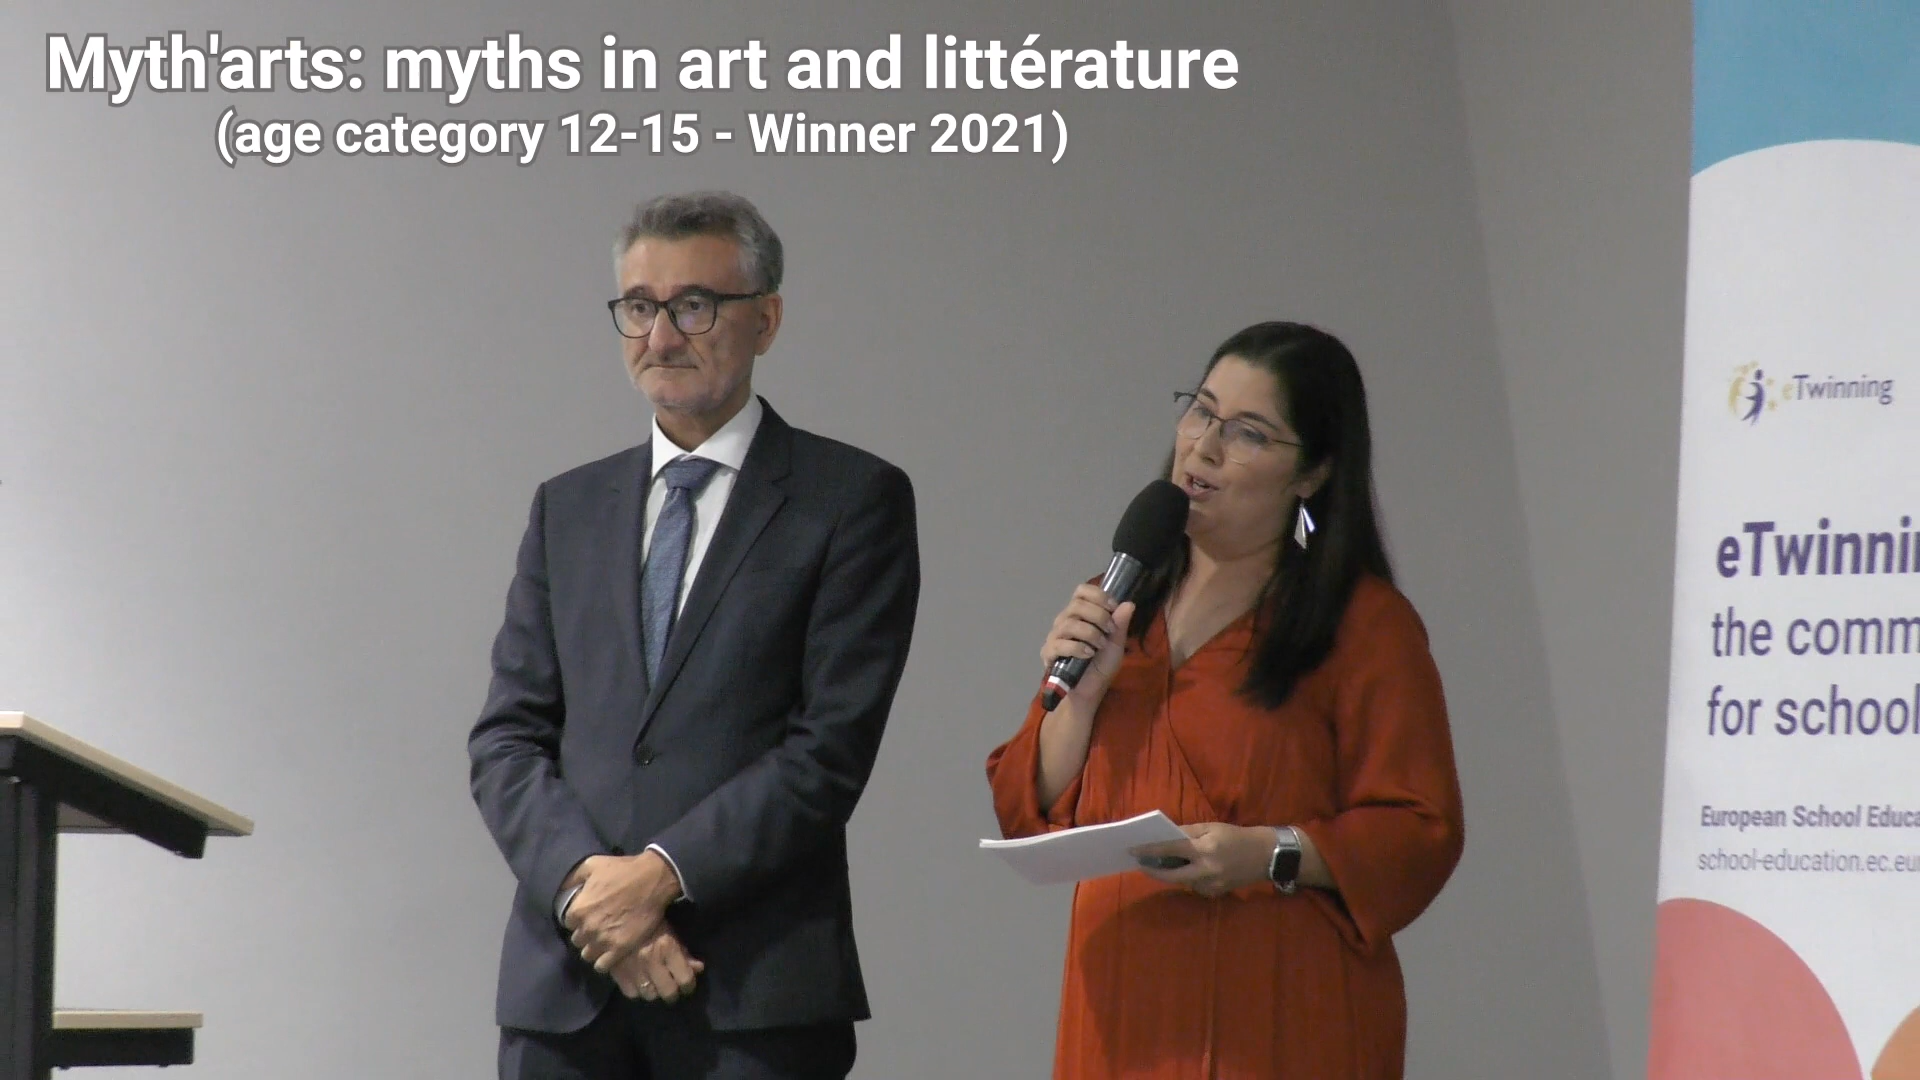 Myth'arts: myths in art and littérature
(age category 12-15 - Winner 2021)
eTwinning
the comm
for school
European School Educa
school-education.ec.eu